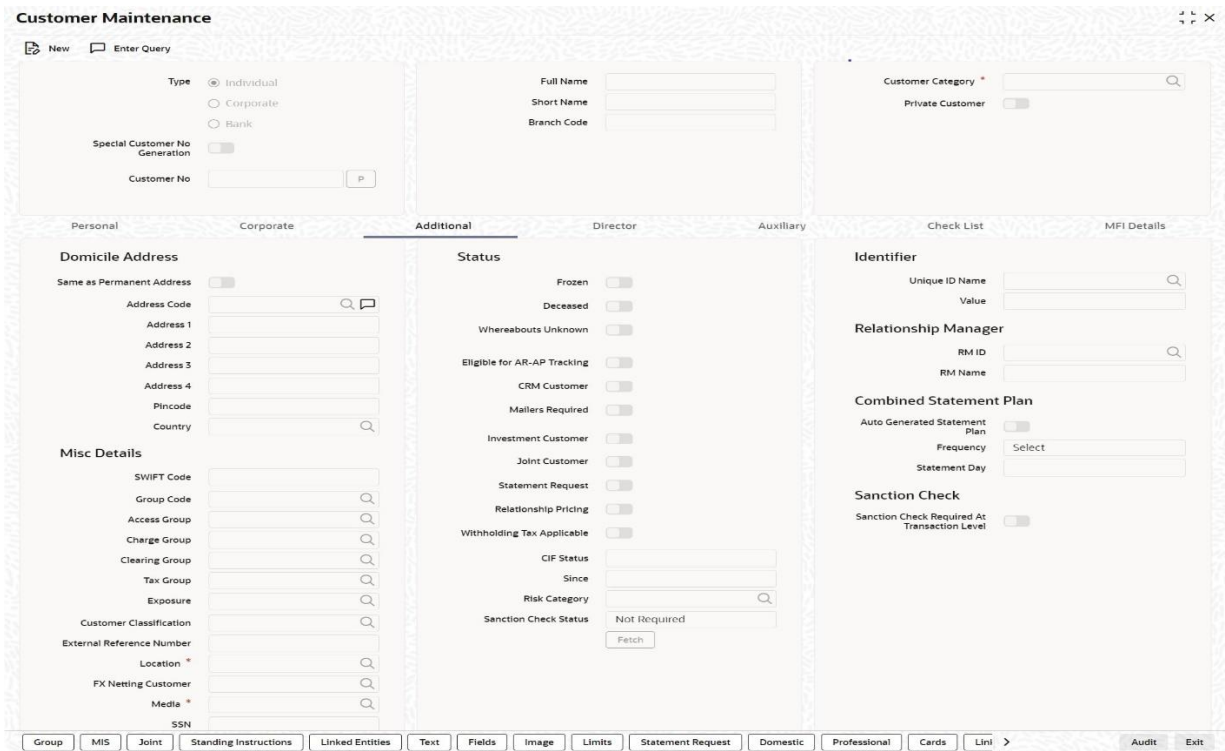 Customer Maintenance
New
Enter Query
Type
Individual
Corporate
Bank
Special Customer No
Generation
Customer No
P
Full Name
Short Name
Branch Code
Customer Category *
Private Customer
Personal
Corporate
Additional
Director
Auxiliary
Check List
MFI Details
Domicile Address
Same as Permanent Address
Address Code
Address 1
Address 2
Address 3
Address 4
Pincode
Country
Misc Details
SWIFT Code
Group Code
Access Group
Charge Group
Clearing Group
Tax Group
Exposure
Customer Classification
External Reference Number
Location *
FX Netting Customer
Media *
SSN
Status
Frozen
Deceased
Whereabouts Unknown
Eligible for AR-AP Tracking
CRM Customer
Mailers Required
Investment Customer
Joint Customer
Statement Request
Relationship Pricing
Withholding Tax Applicable
CIF Status
Since
Risk Category
Sanction Check Status
Not Required
Fetch
Identifier
Unique ID Name
Value
Relationship Manager
RM ID
RM Name
Combined Statement Plan
Auto Generated Statement
Plan
Frequency
Select
Statement Day
Sanction Check
Sanction Check Required At
Transaction Level
Group
MIS
Joint
Standing Instructions
Linked Entities
Text
Fields
Image
Limits
Statement Request
Domestic
Professional
Cards
Audit
Exit